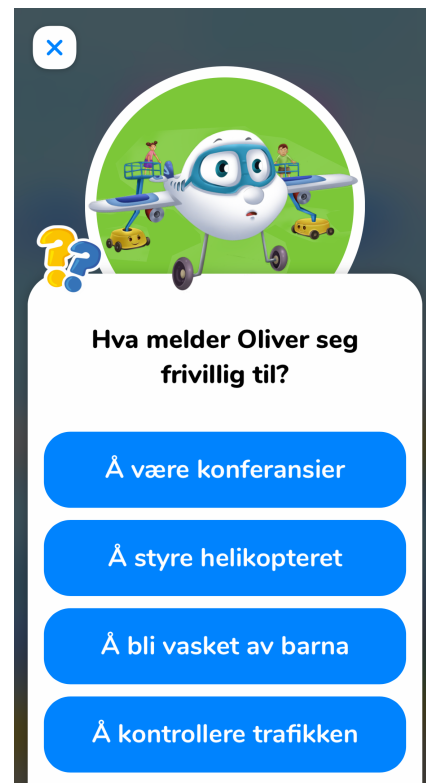 Hva melder Oliver seg
frivillig til?
Å være konferansier
Å styre helikopteret
Å bli vasket av barna
Å kontrollere trafikken